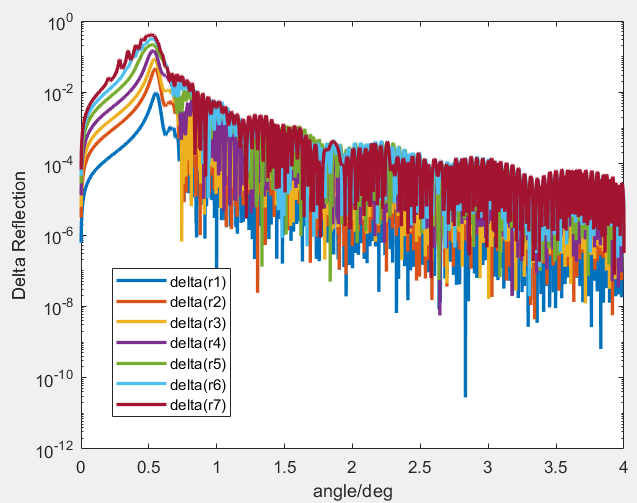 10^0
10^-2
10^-4
10^-6
10^-8
10^-10
10^-12
Delta Reflection
delta(r1)
delta(r2)
delta(r3)
delta(r4)
delta(r5)
delta(r6)
delta(r7)
0 0.5 1 1.5 2 2.5 3 3.5 4
angle/deg